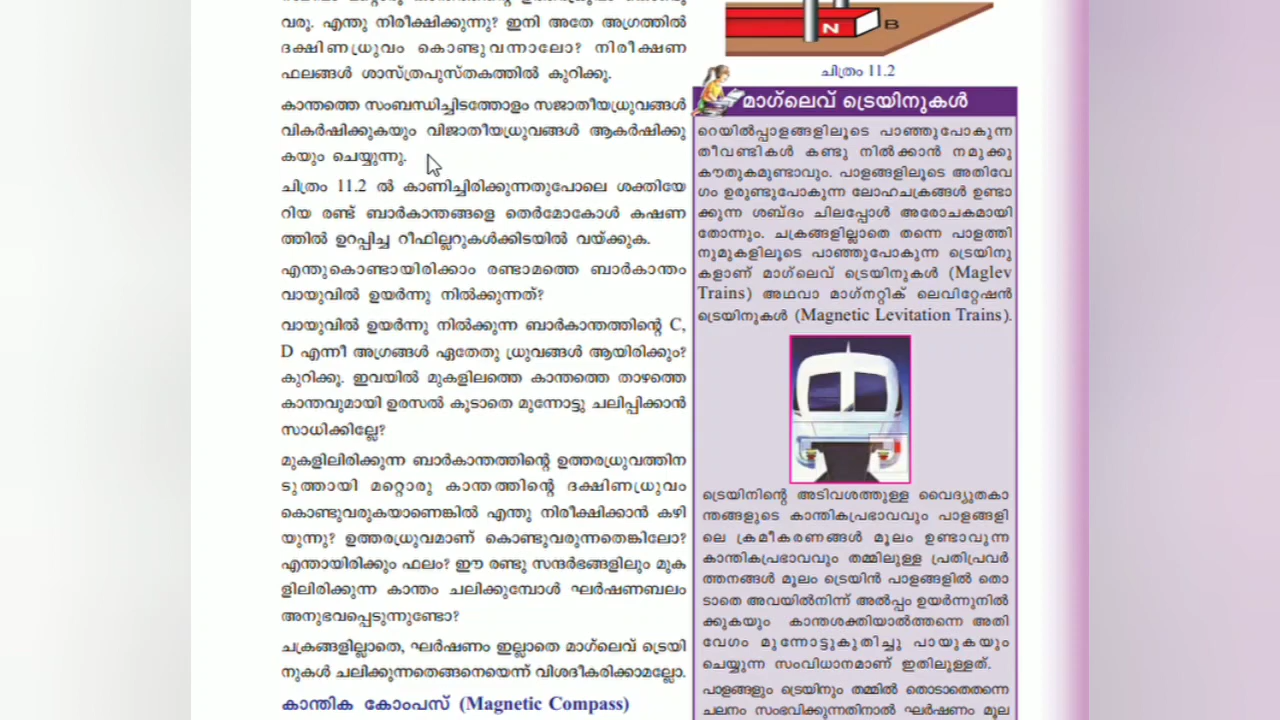 വരൂ. എന്തു നിരീക്ഷിക്കുന്നു? ഇനി അതേ അഗ്രത്തിൽ
ദക്ഷിണധ്രുവം കൊണ്ടുവന്നാലോ? നിരീക്ഷണ
ഫലങ്ങൾ ശാസ്ത്രപുസ്തകത്തിൽ കുറിക്കൂ.
കാന്തത്തെ സംബന്ധിച്ചിടത്തോളം സജാതീയധ്രുവങ്ങൾ
വികർഷിക്കുകയും വിജാതീയധ്രുവങ്ങൾ ആകർഷിക്കു
കയും ചെയ്യുന്നു.
ചിത്രം 11.2 ൽ കാണിച്ചിരിക്കുന്നതുപോലെ ശക്തിയേ
റിയ രണ്ട് ബാർകാന്തങ്ങളെ തെർമോകോൾ കഷണ
ത്തിൽ ഉറപ്പിച്ച റീഫില്ലറുകൾക്കിടയിൽ വയ്ക്കുക.
എന്തുകൊണ്ടായിരിക്കാം രണ്ടാമത്തെ ബാർകാന്തം
വായുവിൽ ഉയർന്നു നിൽക്കുന്നത്?
വായുവിൽ ഉയർന്നു നിൽക്കുന്ന ബാർകാന്തത്തിന്റെ C,
D എന്നീ അഗ്രങ്ങൾ ഏതേതു ധ്രുവങ്ങൾ ആയിരിക്കും?
കുറിക്കൂ. ഇവയിൽ മുകളിലത്തെ കാന്തത്തെ താഴത്തെ
കാന്തവുമായി ഉരസൽ കൂടാതെ മുന്നോട്ടു ചലിപ്പിക്കാൻ
സാധിക്കില്ലേ?
മുകളിലിരിക്കുന്ന ബാർകാന്തത്തിന്റെ ഉത്തരധ്രുവത്തിന
ടുത്തായി മറ്റൊരു കാന്തത്തിന്റെ ദക്ഷിണധ്രുവം
കൊണ്ടുവരുകയാണെങ്കിൽ എന്തു നിരീക്ഷിക്കാൻ കഴി
യുന്നു? ഉത്തരധ്രുവമാണ് കൊണ്ടുവരുന്നതെങ്കിലോ?
എന്തായിരിക്കും ഫലം? ഈ രണ്ടു സന്ദർഭങ്ങളിലും മുക
ളിലിരിക്കുന്ന കാന്തം ചലിക്കുമ്പോൾ ഘർഷണബലം
അനുഭവപ്പെടുന്നുണ്ടോ?
ചക്രങ്ങളില്ലാതെ, ഘർഷണം ഇല്ലാതെ മാഗ്‌ലെവ് ട്രെയി
നുകൾ ചലിക്കുന്നതെങ്ങനെയെന്ന് വിശദീകരിക്കാമല്ലോ.
കാന്തിക കോംപസ് (Magnetic Compass)
N B
ചിത്രം 11.2
മാഗ്‌ലെവ് ട്രെയിനുകൾ
റെയിൽപ്പാളങ്ങളിലൂടെ പാഞ്ഞുപോകുന്ന
തീവണ്ടികൾ കണ്ടു നിൽക്കാൻ നമുക്കു
കൗതുകമുണ്ടാവും. പാളങ്ങളിലൂടെ അതിവേ
ഗം ഉരുണ്ടുപോകുന്ന ലോഹചക്രങ്ങൾ ഉണ്ടാ
ക്കുന്ന ശബ്ദം ചിലപ്പോൾ അരോചകമായി
തോന്നും. ചക്രങ്ങളില്ലാതെ തന്നെ പാളത്തി
നുമുകളിലൂടെ പാഞ്ഞുപോകുന്ന ട്രെയിനു
കളാണ് മാഗ്‌ലെവ് ട്രെയിനുകൾ (Maglev
Trains) അഥവാ മാഗ്നറ്റിക് ലെവിറ്റേഷൻ
ട്രെയിനുകൾ (Magnetic Levitation Trains).
ട്രെയിനിന്റെ അടിവശത്തുള്ള വൈദ്യുതകാ
ന്തങ്ങളുടെ കാന്തികപ്രഭാവവും പാളങ്ങളി
ലെ ക്രമീകരണങ്ങൾ മൂലം ഉണ്ടാവുന്ന
കാന്തികപ്രഭാവവും തമ്മിലുള്ള പ്രതിപ്രവർ
ത്തനങ്ങൾ മൂലം ട്രെയിൻ പാളങ്ങളിൽ തൊ
ടാതെ അവയിൽനിന്ന് അൽപ്പം ഉയർന്നുനിൽ
ക്കുകയും കാന്തശക്തിയാൽത്തന്നെ അതി
വേഗം മുന്നോട്ടുകുതിച്ചു പായുകയും
ചെയ്യുന്ന സംവിധാനമാണ് ഇതിലുള്ളത്.
പാളങ്ങളും ട്രെയിനും തമ്മിൽ തൊടാതെതന്നെ
ചലനം സംഭവിക്കുന്നതിനാൽ ഘർഷണം മൂല